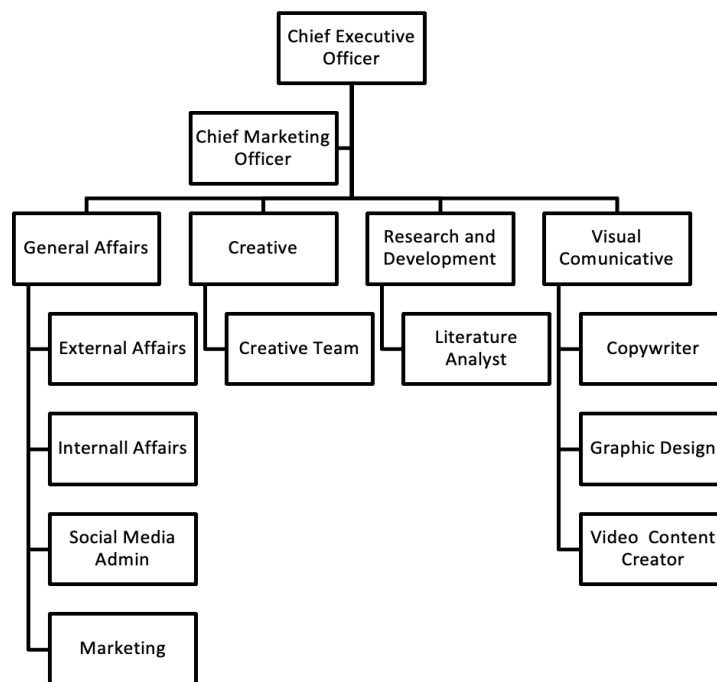 Chief Executive
Officer
Chief Marketing
Officer
General Affairs
Creative
Research and
Development
Visual
Comunicative
External Affairs
Creative Team
Literature
Analyst
Copywriter
Internall Affairs
Graphic Design
Social Media
Admin
Video Content
Creator
Marketing